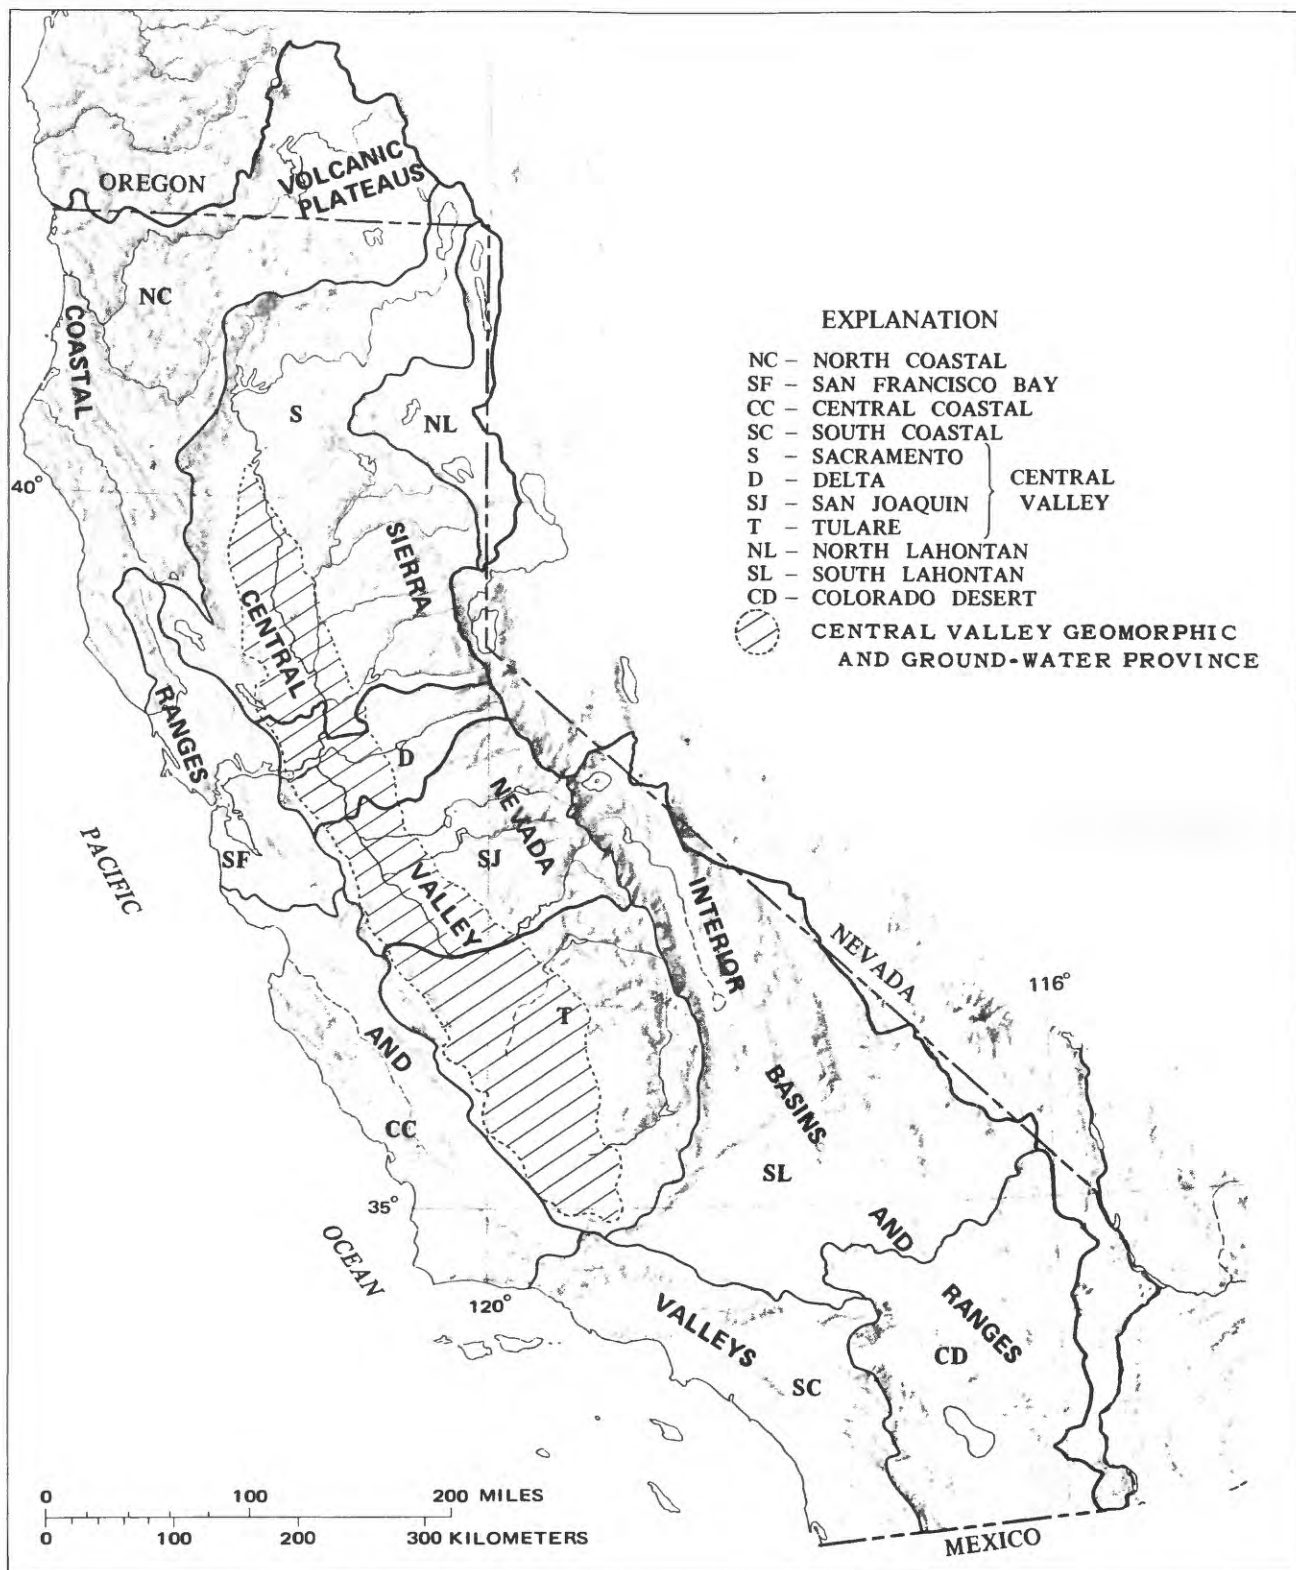 OREGON
VOLCANIC
PLATEAUS
NC
COASTAL
S
NL
40°
SIERRA
CENTRAL
RANGES
D
NEVADA
SF
SJ
VALLEY
PACIFIC
INTERIOR
NEVADA
116°
T
AND
BASINS
CC
SL
35°
AND
OCEAN
120°
VALLEYS
RANGES
CD
SC
MEXICO
EXPLANATION
NC – NORTH COASTAL
SF – SAN FRANCISCO BAY
CC – CENTRAL COASTAL
SC – SOUTH COASTAL
S – SACRAMENTO
D – DELTA
SJ – SAN JOAQUIN
T – TULARE
CENTRAL
VALLEY
NL – NORTH LAHONTAN
SL – SOUTH LAHONTAN
CD – COLORADO DESERT
CENTRAL VALLEY GEOMORPHIC
AND GROUND-WATER PROVINCE
0 100 200 MILES
0 100 200 300 KILOMETERS